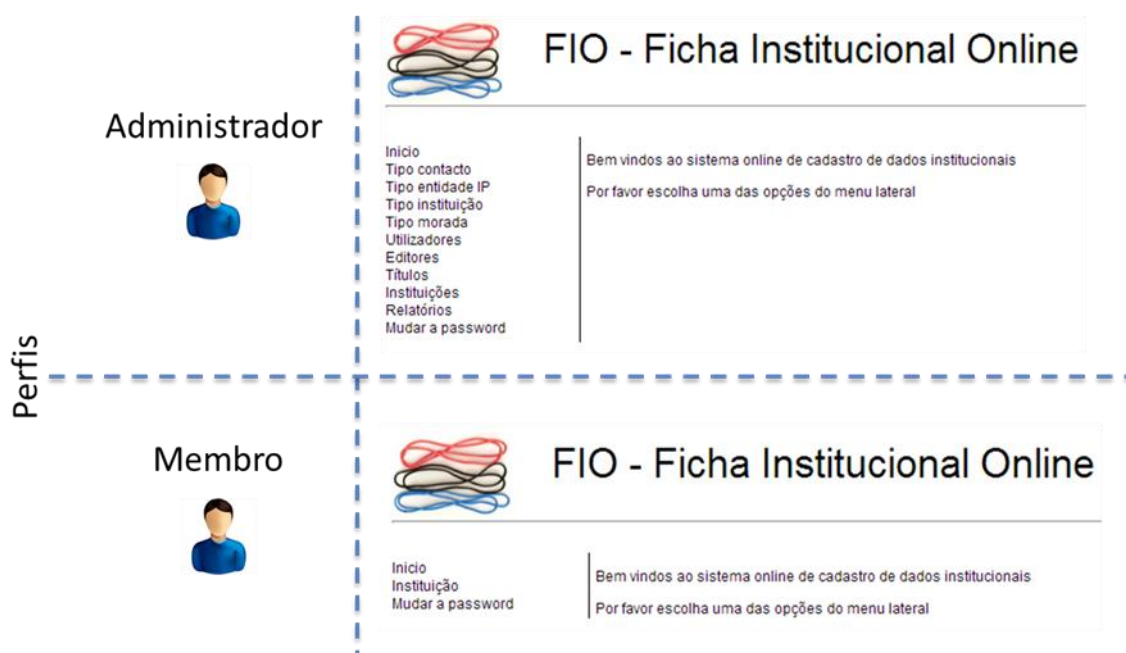 Perfis
Administrador
FIO - Ficha Institucional Online
Inicio
Tipo contacto
Tipo entidade IP
Tipo instituição
Tipo morada
Utilizadores
Editores
Títulos
Instituições
Relatórios
Mudar a password
Bem vindos ao sistema online de cadastro de dados institucionais
Por favor escolha uma das opções do menu lateral
Membro
FIO - Ficha Institucional Online
Inicio
Instituição
Mudar a password
Bem vindos ao sistema online de cadastro de dados institucionais
Por favor escolha uma das opções do menu lateral